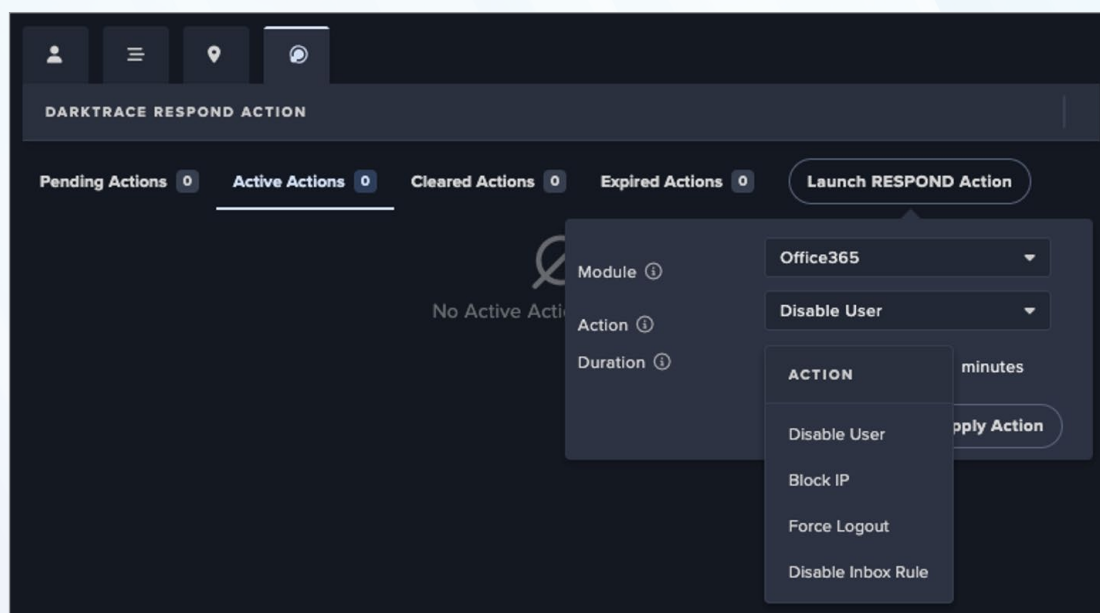 DARKTRACE RESPOND ACTION
Pending Actions 0 Active Actions 0 Cleared Actions 0 Expired Actions 0 Launch RESPOND Action
Module Office365
No Active
Action Disable User
Duration minutes
ACTION
Action
Disable User
Block IP
Force Logout
Disable Inbox Rule